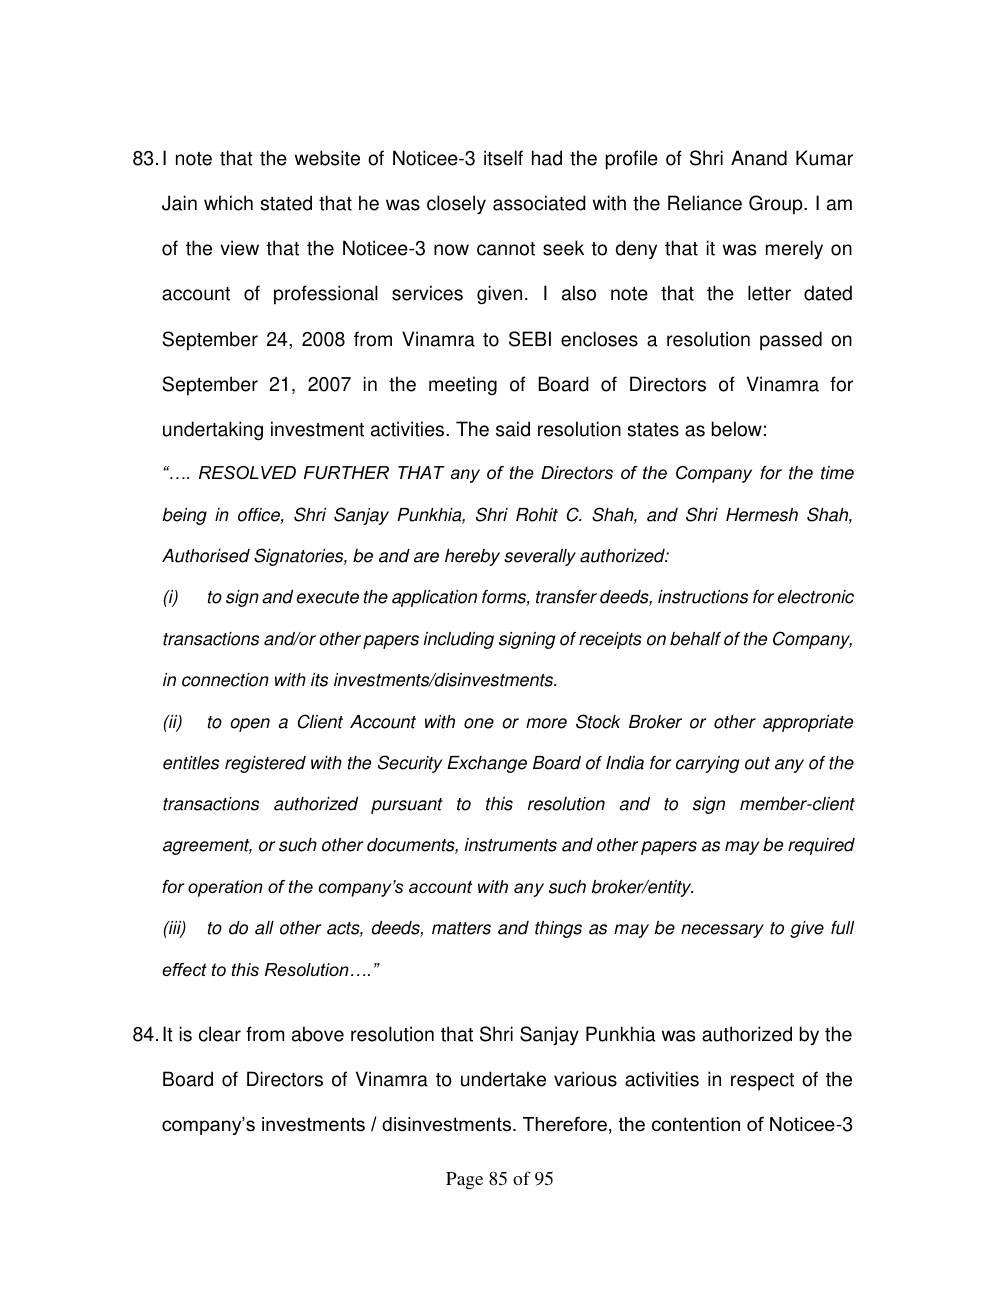 83. I note that the website of Noticee-3 itself had the profile of Shri Anand Kumar
Jain which stated that he was closely associated with the Reliance Group. I am
of the view that the Noticee-3 now cannot seek to deny that it was merely on
account of professional services given. I also note that the letter dated
September 24, 2008 from Vinamra to SEBI encloses a resolution passed on
September 21, 2007 in the meeting of Board of Directors of Vinamra for
undertaking investment activities. The said resolution states as below:
“…. RESOLVED FURTHER THAT any of the Directors of the Company for the time
being in office, Shri Sanjay Punkhia, Shri Rohit C. Shah, and Shri Hermesh Shah,
Authorised Signatories, be and are hereby severally authorized:
(i) to sign and execute the application forms, transfer deeds, instructions for electronic
transactions and/or other papers including signing of receipts on behalf of the Company,
in connection with its investments/disinvestments.
(ii) to open a Client Account with one or more Stock Broker or other appropriate
entitles registered with the Security Exchange Board of India for carrying out any of the
transactions authorized pursuant to this resolution and to sign member-client
agreement, or such other documents, instruments and other papers as may be required
for operation of the company’s account with any such broker/entity.
(iii) to do all other acts, deeds, matters and things as may be necessary to give full
effect to this Resolution….”
84. It is clear from above resolution that Shri Sanjay Punkhia was authorized by the
Board of Directors of Vinamra to undertake various activities in respect of the
company’s investments / disinvestments. Therefore, the contention of Noticee-3
Page 85 of 95